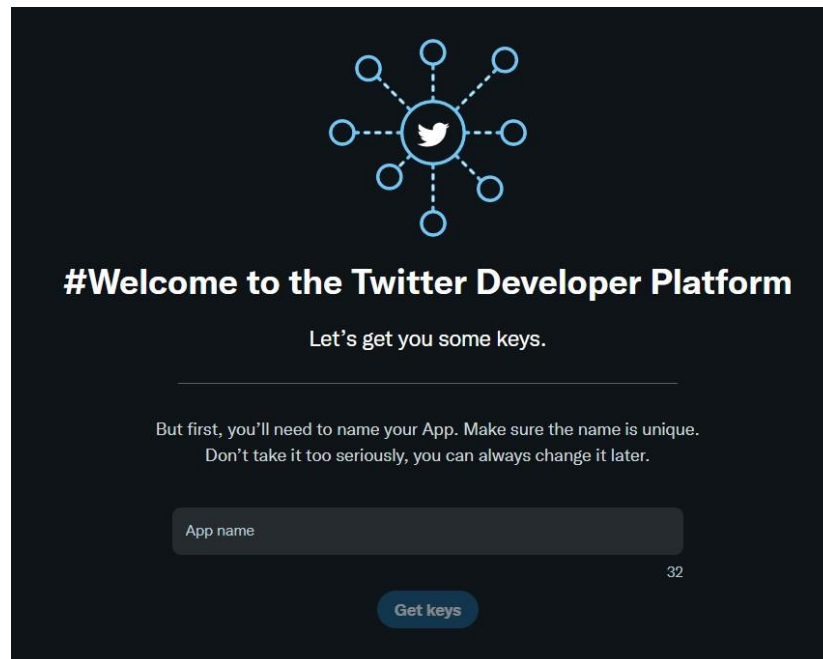 #Welcome to the Twitter Developer Platform
Let’s get you some keys.
But first, you’ll need to name your App. Make sure the name is unique.
Don’t take it too seriously, you can always change it later.
App name
32
Get keys